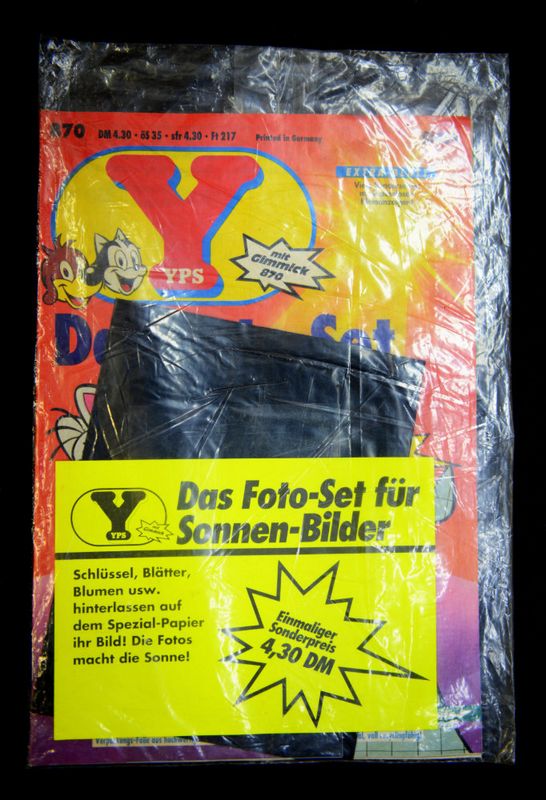 870 DM 4.30 • öS 35 • sfr 4.30 • Ft 217 Printed in Germany
Y
YPS
mit
Gimmick
870
Set
Y
YPS
Das Foto-Set für
Sonnen-Bilder
Schlüssel, Blätter,
Blumen usw.
hinterlassen auf
dem Spezial-Papier
ihr Bild! Die Fotos
macht die Sonne!
Einmaliger
Sonderpreis
4,30 DM